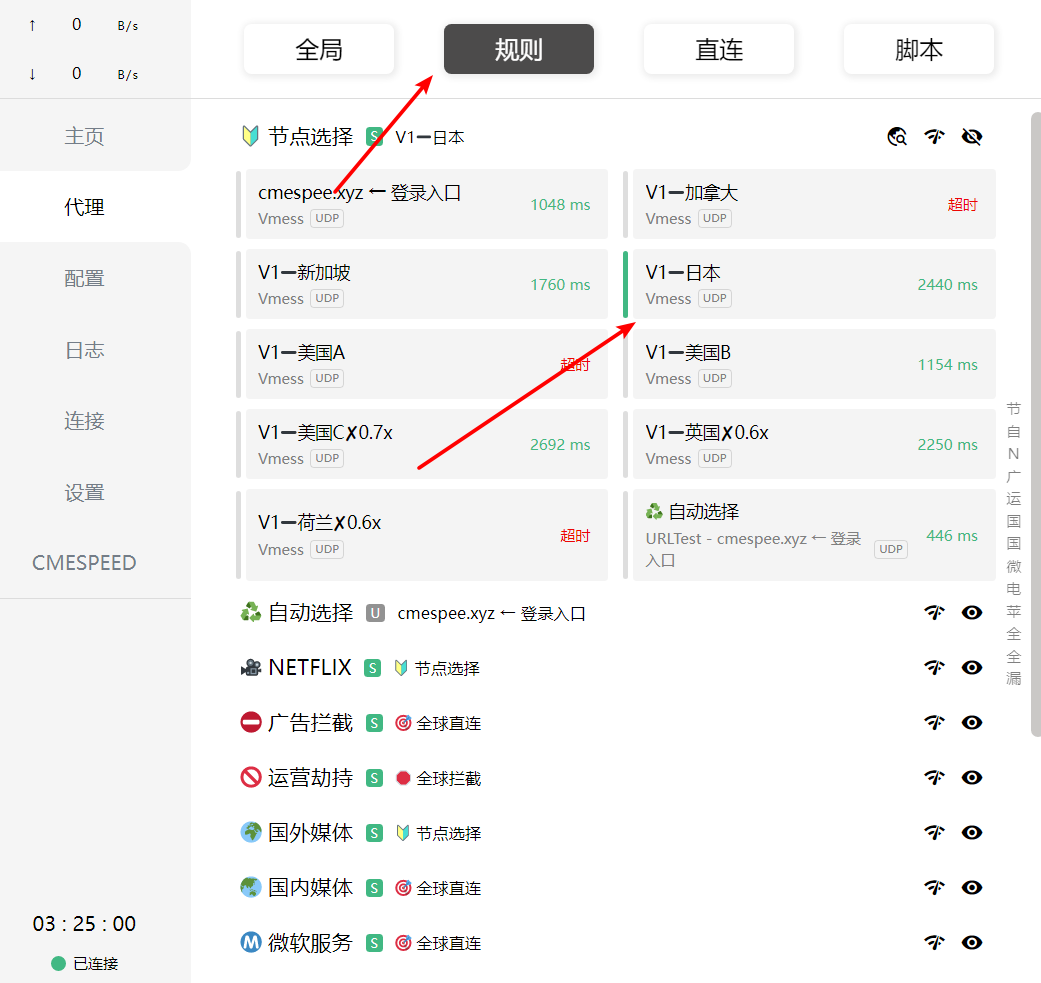 ↑ 0 B/s
↓ 0 B/s
主页
代理
配置
日志
连接
设置
CMESPEED
03 : 25 : 00
已连接
全局
规则
直连
脚本
节点选择 S V1一日本
cmespee.xyz ← 登录入口
Vmess UDP
1048 ms
V1一加拿大
Vmess UDP
超时
V1一新加坡
Vmess UDP
1760 ms
V1一日本
Vmess UDP
2440 ms
V1一美国A
Vmess UDP
超时
V1一美国B
Vmess UDP
1154 ms
V1一美国C✗0.7x
Vmess UDP
2692 ms
V1一英国✗0.6x
Vmess UDP
2250 ms
V1一荷兰✗0.6x
Vmess UDP
超时
自动选择
URLTest - cmespee.xyz ← 登录
入口
UDP
446 ms
自动选择 U cmespee.xyz ← 登录入口
NETFLIX S 节点选择
广告拦截 S 全球直连
运营劫持 S 全球拦截
国外媒体 S 节点选择
国内媒体 S 全球直连
微软服务 S 全球直连
节
自
N
广
运
国
国
微
电
苹
全
全
漏